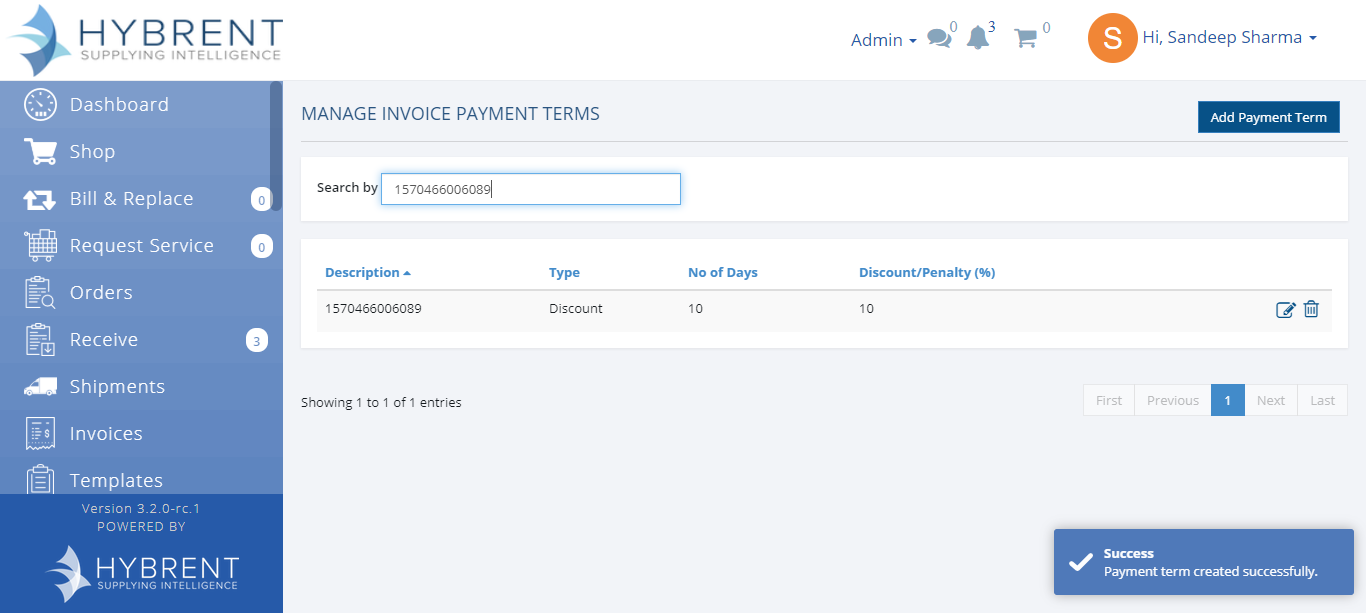 HYBRENT
SUPPLYING INTELLIGENCE
Admin
0
3
0
S
Hi, Sandeep Sharma
Dashboard
Shop
Bill & Replace 0
Request Service 0
Orders
Receive 3
Shipments
Invoices
Templates
Version 3.2.0-rc.1
POWERED BY
HYBRENT
SUPPLYING INTELLIGENCE
MANAGE INVOICE PAYMENT TERMS
Add Payment Term
Search by 1570466006089
Description Type No of Days Discount/Penalty (%)
1570466006089 Discount 10 10
Showing 1 to 1 of 1 entries
First Previous 1 Next Last
Success
Payment term created successfully.